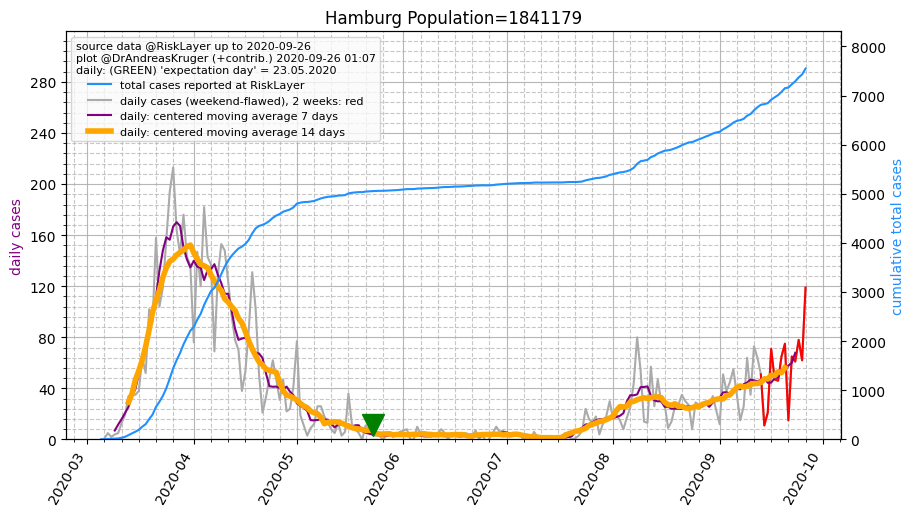 Hamburg Population=1841179
source data @RiskLayer up to 2020-09-26
plot @DrAndreasKruger (+contrib.) 2020-09-26 01:07
daily: (GREEN) 'expectation day' = 23.05.2020
total cases reported at RiskLayer
daily cases (weekend-flawed), 2 weeks: red
daily: centered moving average 7 days
daily: centered moving average 14 days
daily cases
0
40
80
120
160
200
240
280
cumulative total cases
0
1000
2000
3000
4000
5000
6000
7000
8000
2020-03
2020-04
2020-05
2020-06
2020-07
2020-08
2020-09
2020-10